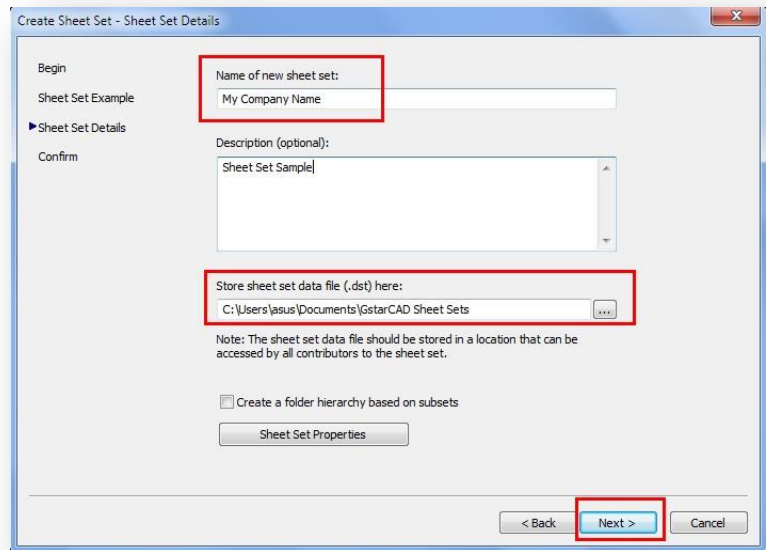 Create Sheet Set - Sheet Set Details
Begin
Sheet Set Example
Sheet Set Details
Confirm
Name of new sheet set:
My Company Name
Description (optional):
Sheet Set Sample
Store sheet set data file (.dst) here:
C:\Users\asus\Documents\GstarCAD Sheet Sets
...
Note: The sheet set data file should be stored in a location that can be
accessed by all contributors to the sheet set.
Create a folder hierarchy based on subsets
Sheet Set Properties
< Back
Next >
Cancel